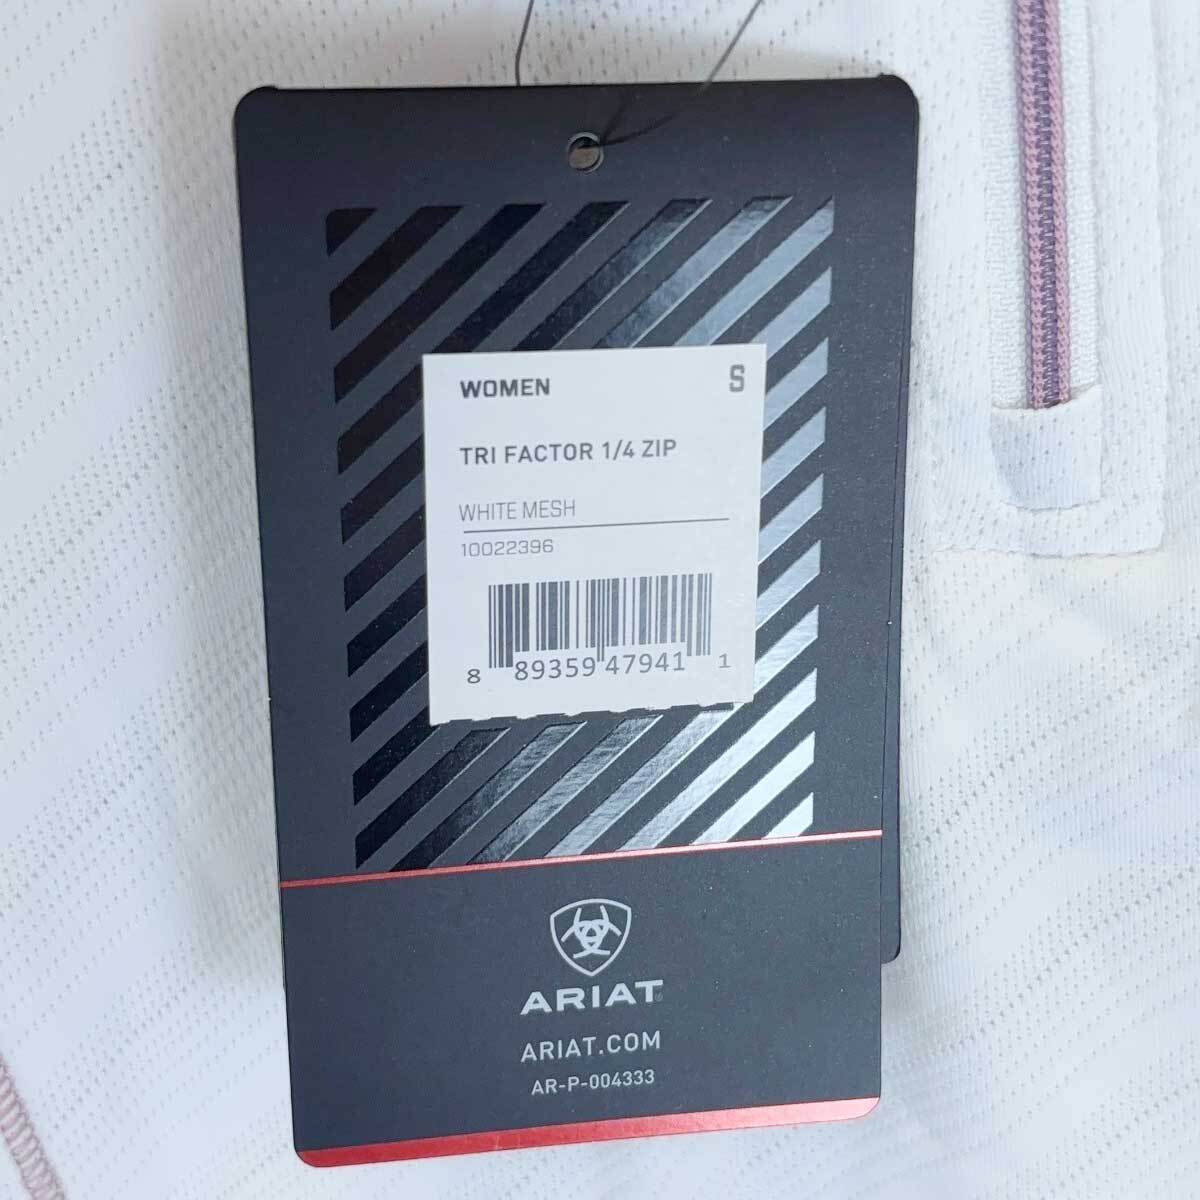 WOMEN S
TRI FACTOR 1/4 ZIP
WHITE MESH
10022396
8 89359 47941 1
ARIAT
ARIAT.COM
AR-P-004333